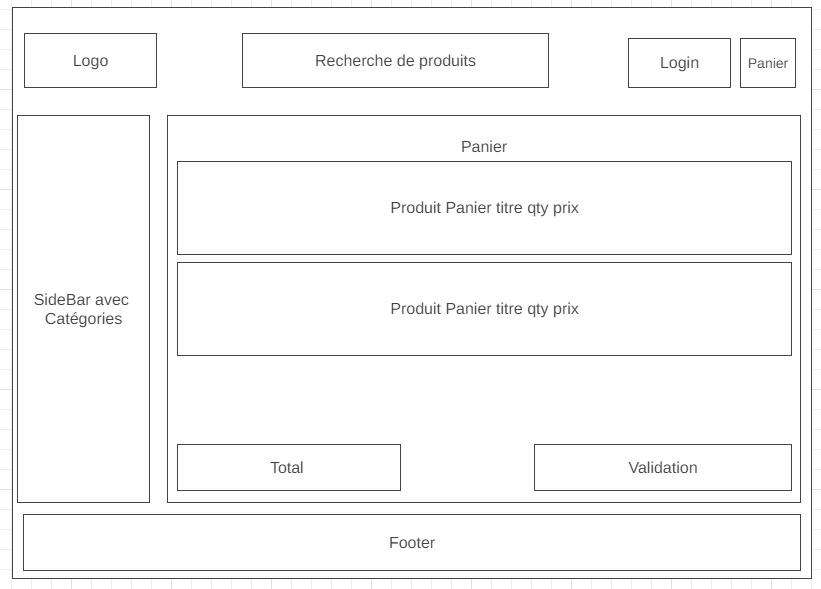 Logo
Recherche de produits
Login
Panier
Panier
Produit Panier titre qty prix
Produit Panier titre qty prix
SideBar avec
Catégories
Total
Validation
Footer